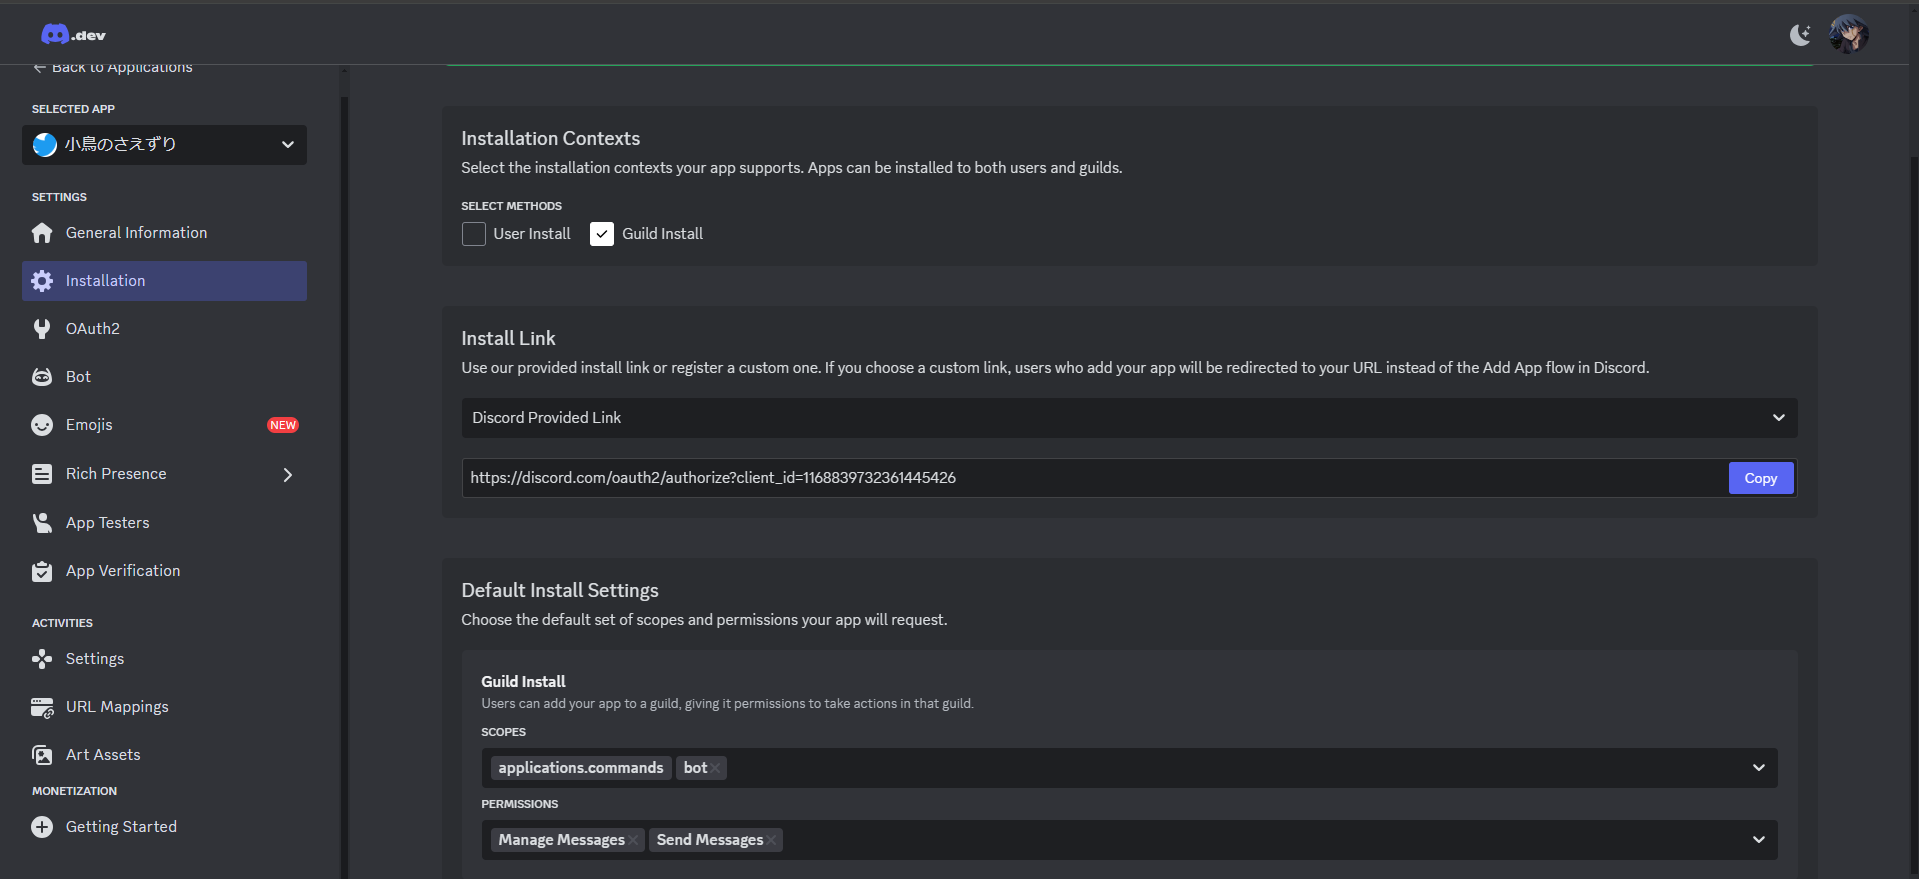 .dev
Back to Applications
SELECTED APP
小鳥のさえずり
SETTINGS
General Information
Installation
OAuth2
Bot
Emojis NEW
Rich Presence
App Testers
App Verification
ACTIVITIES
Settings
URL Mappings
Art Assets
MONETIZATION
Getting Started
Installation Contexts
Select the installation contexts your app supports. Apps can be installed to both users and guilds.
SELECT METHODS
User Install Guild Install
Install Link
Use our provided install link or register a custom one. If you choose a custom link, users who add your app will be redirected to your URL instead of the Add App flow in Discord.
Discord Provided Link
https://discord.com/oauth2/authorize?client_id=1168839732361445426 Copy
Default Install Settings
Choose the default set of scopes and permissions your app will request.
Guild Install
Users can add your app to a guild, giving it permissions to take actions in that guild.
SCOPES
applications.commands bot
PERMISSIONS
Manage Messages Send Messages